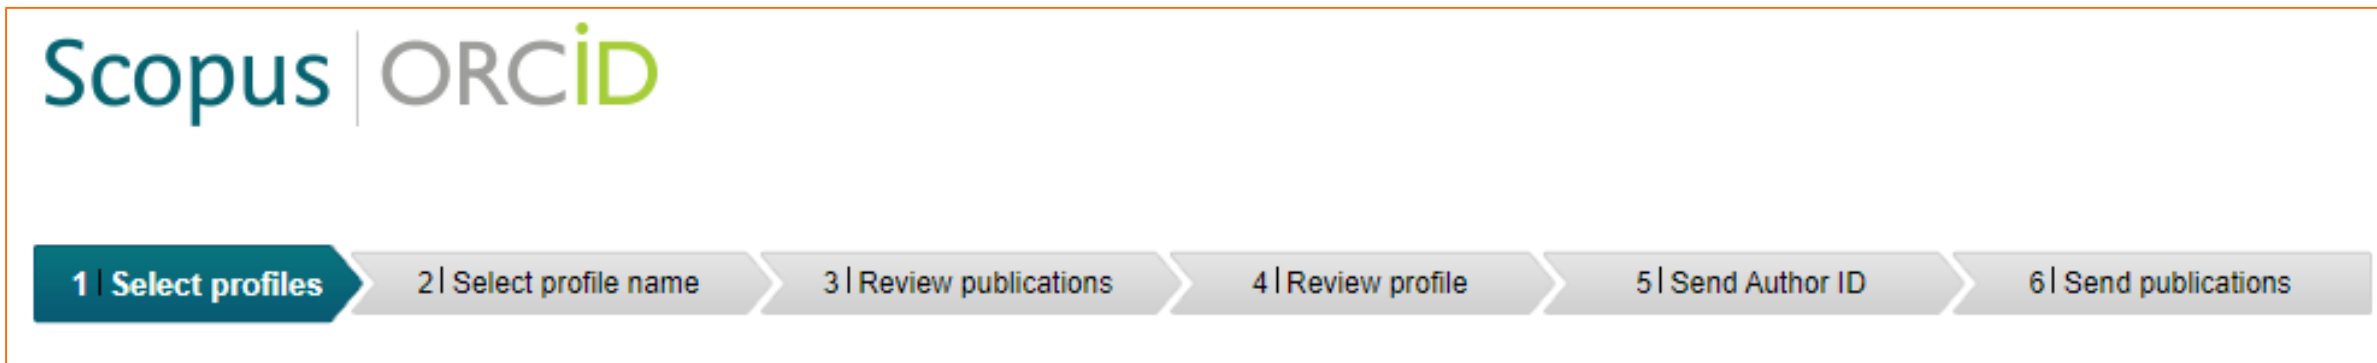 Scopus ORCiD
1 | Select profiles 2 | Select profile name 3 | Review publications 4 | Review profile 5 | Send Author ID 6 | Send publications